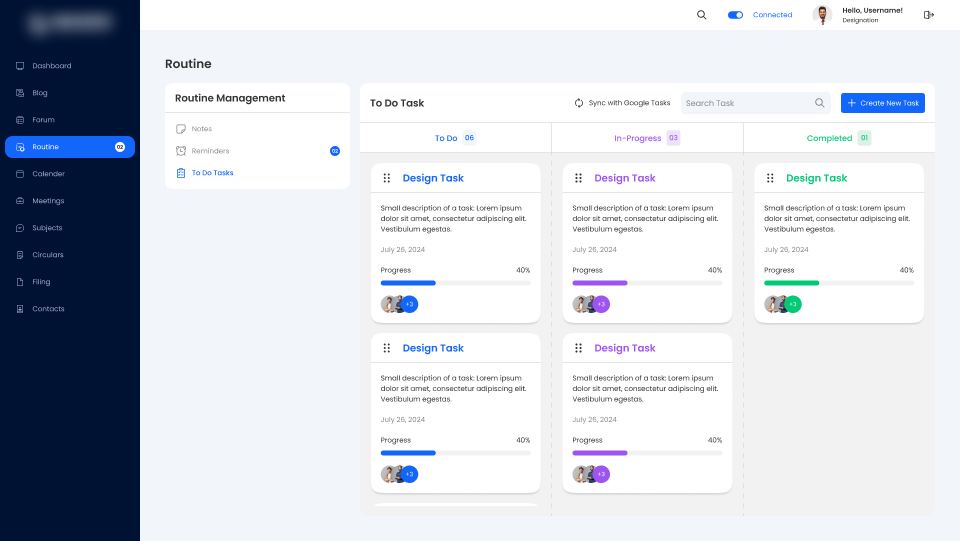 Connected
Hello, Username!
Designation
Dashboard
Blog
Forum
Routine
02
Calender
Meetings
Subjects
Circulars
Filing
Contacts
Routine
Routine Management
Notes
Reminders
02
To Do Tasks
To Do Task
Sync with Google Tasks
Search Task
Create New Task
To Do 06
In-Progress 03
Completed 01
Design Task
Small description of a task: Lorem ipsum
dolor sit amet, consectetur adipiscing elit.
Vestibulum egestas.
July 26, 2024
Progress 40%
+3
Design Task
Small description of a task: Lorem ipsum
dolor sit amet, consectetur adipiscing elit.
Vestibulum egestas.
July 26, 2024
Progress 40%
+3
Design Task
Small description of a task: Lorem ipsum
dolor sit amet, consectetur adipiscing elit.
Vestibulum egestas.
July 26, 2024
Progress 40%
+3
Design Task
Small description of a task: Lorem ipsum
dolor sit amet, consectetur adipiscing elit.
Vestibulum egestas.
July 26, 2024
Progress 40%
+3
Design Task
Small description of a task: Lorem ipsum
dolor sit amet, consectetur adipiscing elit.
Vestibulum egestas.
July 26, 2024
Progress 40%
+3